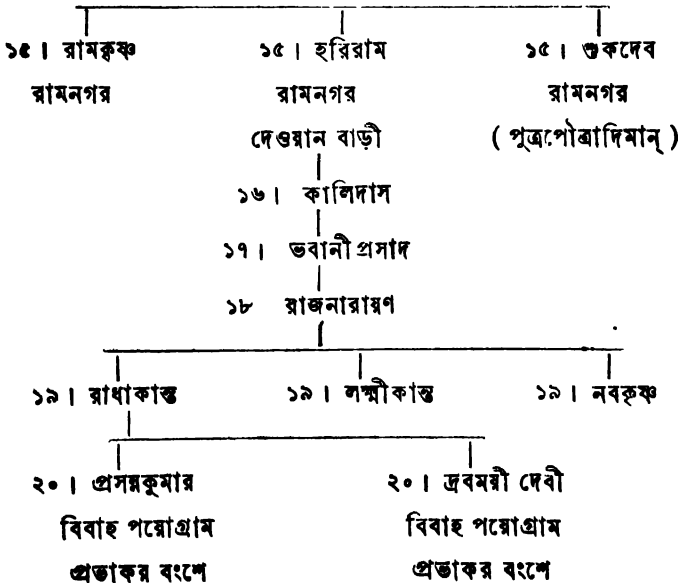 ১৫। রামকৃষ্ণ ১৫। হরিরাম ১৫। শুকদেব
রামনগর রামনগর রামনগর
দেওয়ান বাড়ী ( পুত্রপৌত্রাদিমান্ )
১৬। কালিদাস
১৭। ভবানীপ্রসাদ
১৮ রাজনারায়ণ
১৯। রাধাকান্ত ১৯। লক্ষ্মীকান্ত ১৯। নবকৃষ্ণ
২০। প্রসন্নকুমার ২০। দ্রবময়ী দেবী
বিবাহ পয়োগ্রাম বিবাহ পয়োগ্রাম
প্রভাকর বংশে প্রভাকর বংশে